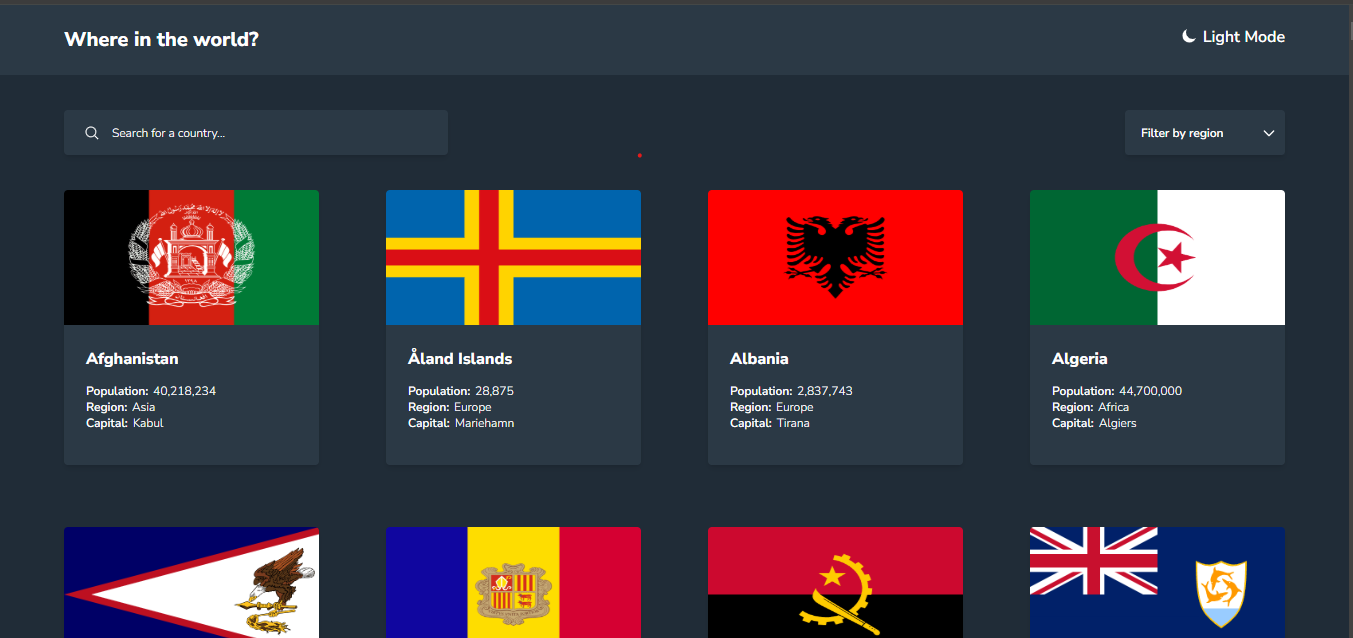 Where in the world?
Light Mode
Search for a country...
Filter by region
Afghanistan
Population: 40,218,234
Region: Asia
Capital: Kabul
Åland Islands
Population: 28,875
Region: Europe
Capital: Mariehamn
Albania
Population: 2,837,743
Region: Europe
Capital: Tirana
Algeria
Population: 44,700,000
Region: Africa
Capital: Algiers